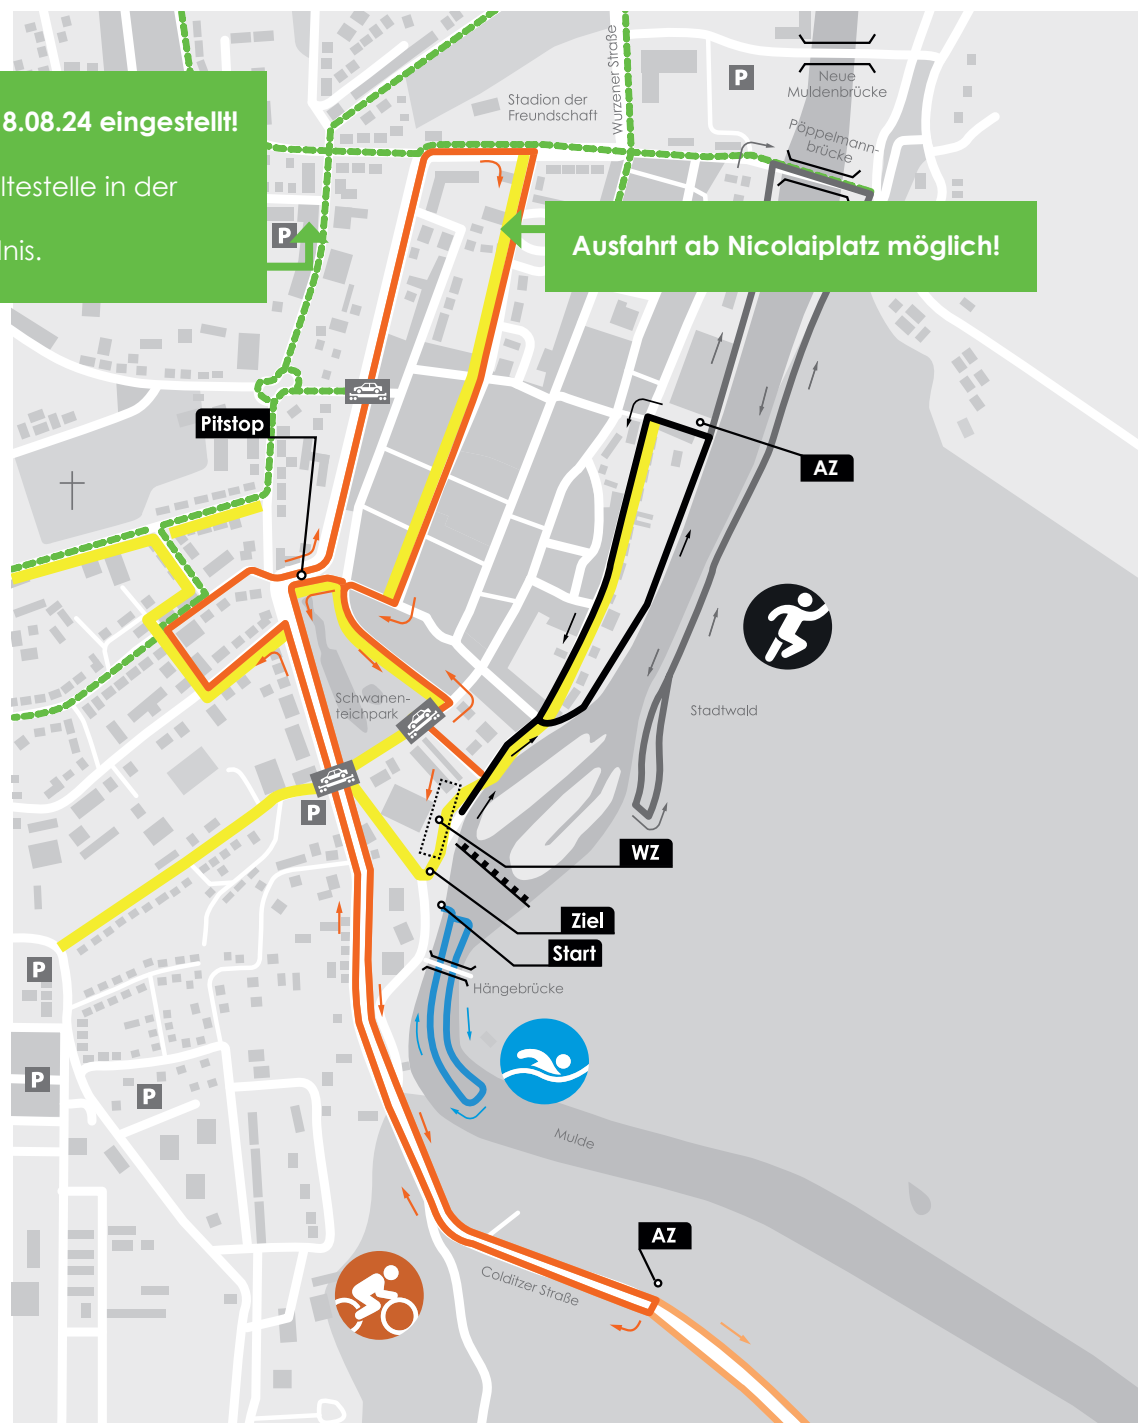 Wurzener Straße
P
Neue
Muldenbrücke
Stadion der
Freundschaft
8.08.24 eingestellt!
Pöppelmann-
brücke
ltestelle in der
P
Ausfahrt ab Nicolaiplatz möglich!
nis.
Pitstop
AZ
Schwanen-
teichpark
Stadtwald
P
WZ
Ziel
Start
P
Hängebrücke
P
P
Mulde
AZ
Colditzer Straße